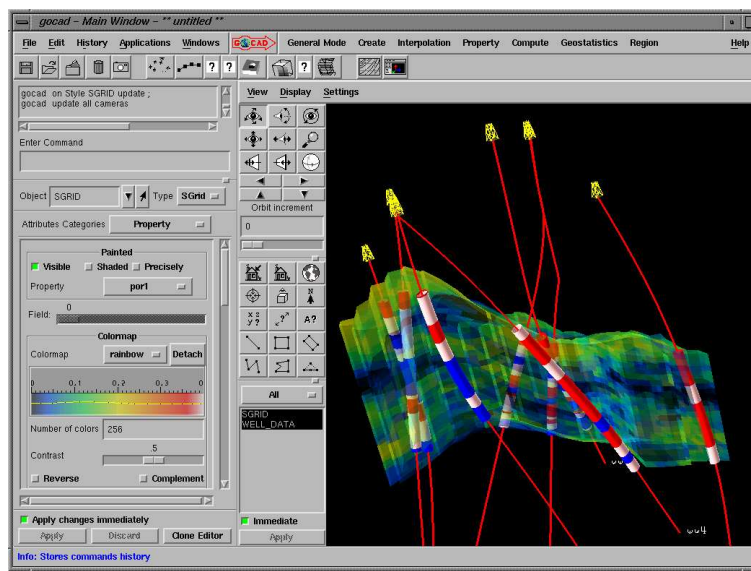 gocad - Main Window - ** untitled **
File Edit History Applications Windows GOCAD General Mode Create Interpolation Property Compute Geostatistics Region Help
? ? ?
gocad on Style SGRID update ;
gocad update all cameras
Enter Command
Object SGRID Type SGrid
Attributes Categories Property
Painted
Visible Shaded Precisely
Property por1
Field: 0
Colormap
Colormap rainbow Detach
0 0.1 0.2 0.3 0
Number of colors 256
Contrast .5
Reverse Complement
Apply changes immediately
Apply Discard Clone Editor
Info: Stores commands history
View Display Settings
Orbit increment
0
N
x z
y ? ? A?
All
SGRID
WELL_DATA
Immediate
Apply